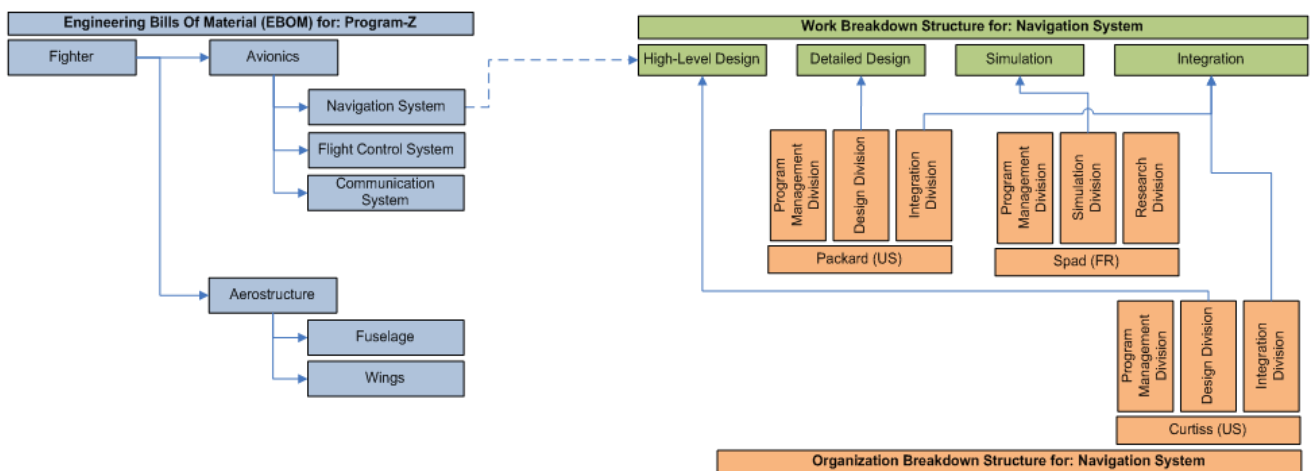 Engineering Bills Of Material (EBOM) for: Program-Z
Fighter
Avionics
Navigation System
Flight Control System
Communication
System
Aerostructure
Fuselage
Wings
Work Breakdown Structure for: Navigation System
High-Level Design
Detailed Design
Simulation
Integration
Program
Management
Division
Design Division
Integration
Division
Packard (US)
Program
Management
Division
Simulation
Division
Research
Division
Spad (FR)
Program
Management
Division
Design Division
Integration
Division
Curtiss (US)
Organization Breakdown Structure for: Navigation System